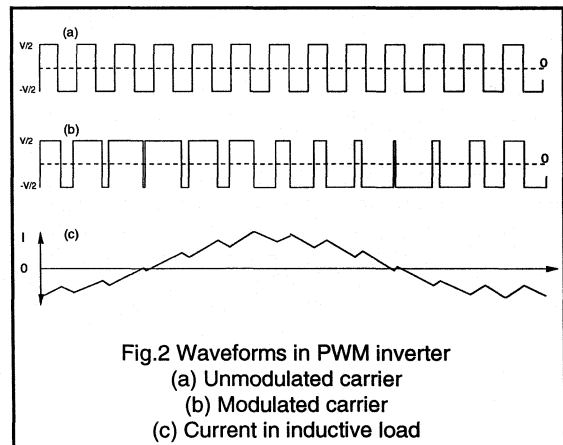 (a)
V/2
0
-V/2
(b)
V/2
0
-V/2
I
(c)
0
Fig.2 Waveforms in PWM inverter
(a) Unmodulated carrier
(b) Modulated carrier
(c) Current in inductive load